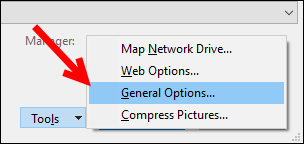 Manager:
Map Network Drive...
Web Options...
General Options...
Compress Pictures...
Tools